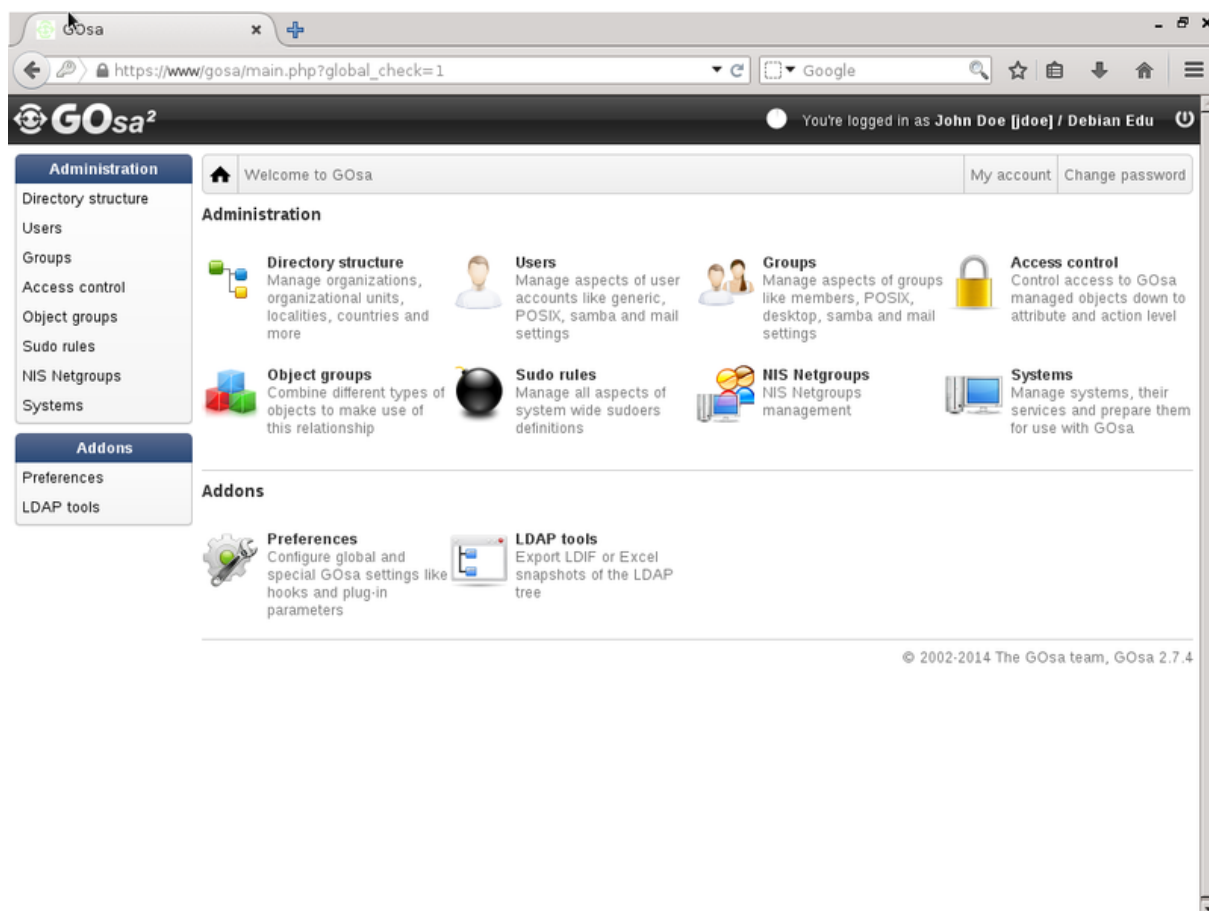 GOsa
https://www/gosa/main.php?global_check=1
Google
GOsa²
You're logged in as John Doe [jdoe] / Debian Edu
Administration
Directory structure
Users
Groups
Access control
Object groups
Sudo rules
NIS Netgroups
Systems
Addons
Preferences
LDAP tools
Welcome to GOsa
My account
Change password
Administration
Directory structure
Manage organizations,
organizational units,
localities, countries and
more
Users
Manage aspects of user
accounts like generic,
POSIX, samba and mail
settings
Groups
Manage aspects of groups
like members, POSIX,
desktop, samba and mail
settings
Access control
Control access to GOsa
managed objects down to
attribute and action level
Object groups
Combine different types of
objects to make use of
this relationship
Sudo rules
Manage all aspects of
system wide sudoers
definitions
NIS Netgroups
NIS Netgroups
management
Systems
Manage systems, their
services and prepare them
for use with GOsa
Addons
Preferences
Configure global and
special GOsa settings like
hooks and plug-in
parameters
LDAP tools
Export LDIF or Excel
snapshots of the LDAP
tree
© 2002-2014 The GOsa team, GOsa 2.7.4